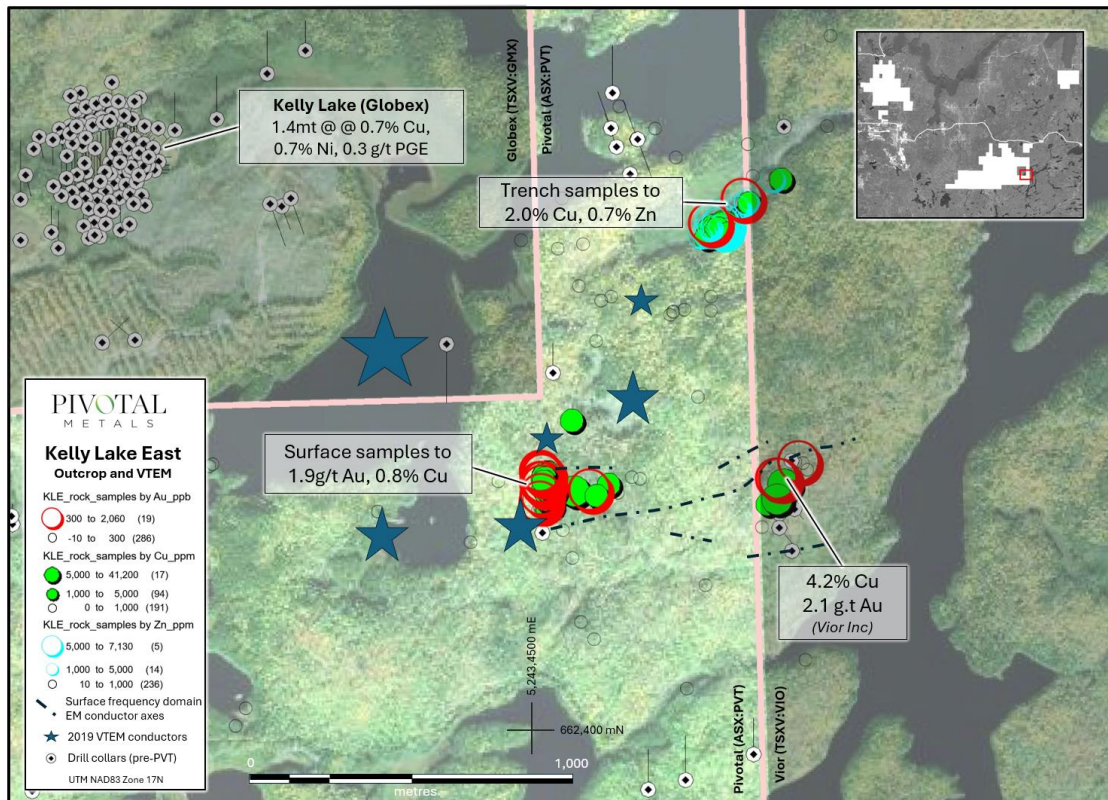 Kelly Lake (Globex)
1.4mt @ @ 0.7% Cu,
0.7% Ni, 0.3 g/t PGE
Globex (TSXV:GMX)
Pivotal (ASX:PVT)
Trench samples to
2.0% Cu, 0.7% Zn
Surface samples to
1.9g/t Au, 0.8% Cu
4.2% Cu
2.1 g.t Au
(Vior Inc)
PIVOTAL
METALS
Kelly Lake East
Outcrop and VTEM
KLE_rock_samples by Au_ppb
300 to 2,060 (19)
-10 to 300 (286)
KLE_rock_samples by Cu_ppm
5,000 to 41,200 (17)
1,000 to 5,000 (94)
0 to 1,000 (191)
KLE_rock_samples by Zn_ppm
5,000 to 7,130 (5)
1,000 to 5,000 (14)
10 to 1,000 (236)
Surface frequency domain
EM conductor axes
2019 VTEM conductors
Drill collars (pre-PVT)
UTM NAD83 Zone 17N
5,243,4500 mE
662,400 mN
0 1,000
metres
Pivotal (ASX:PVT)
Vior (TSXV:VIO)